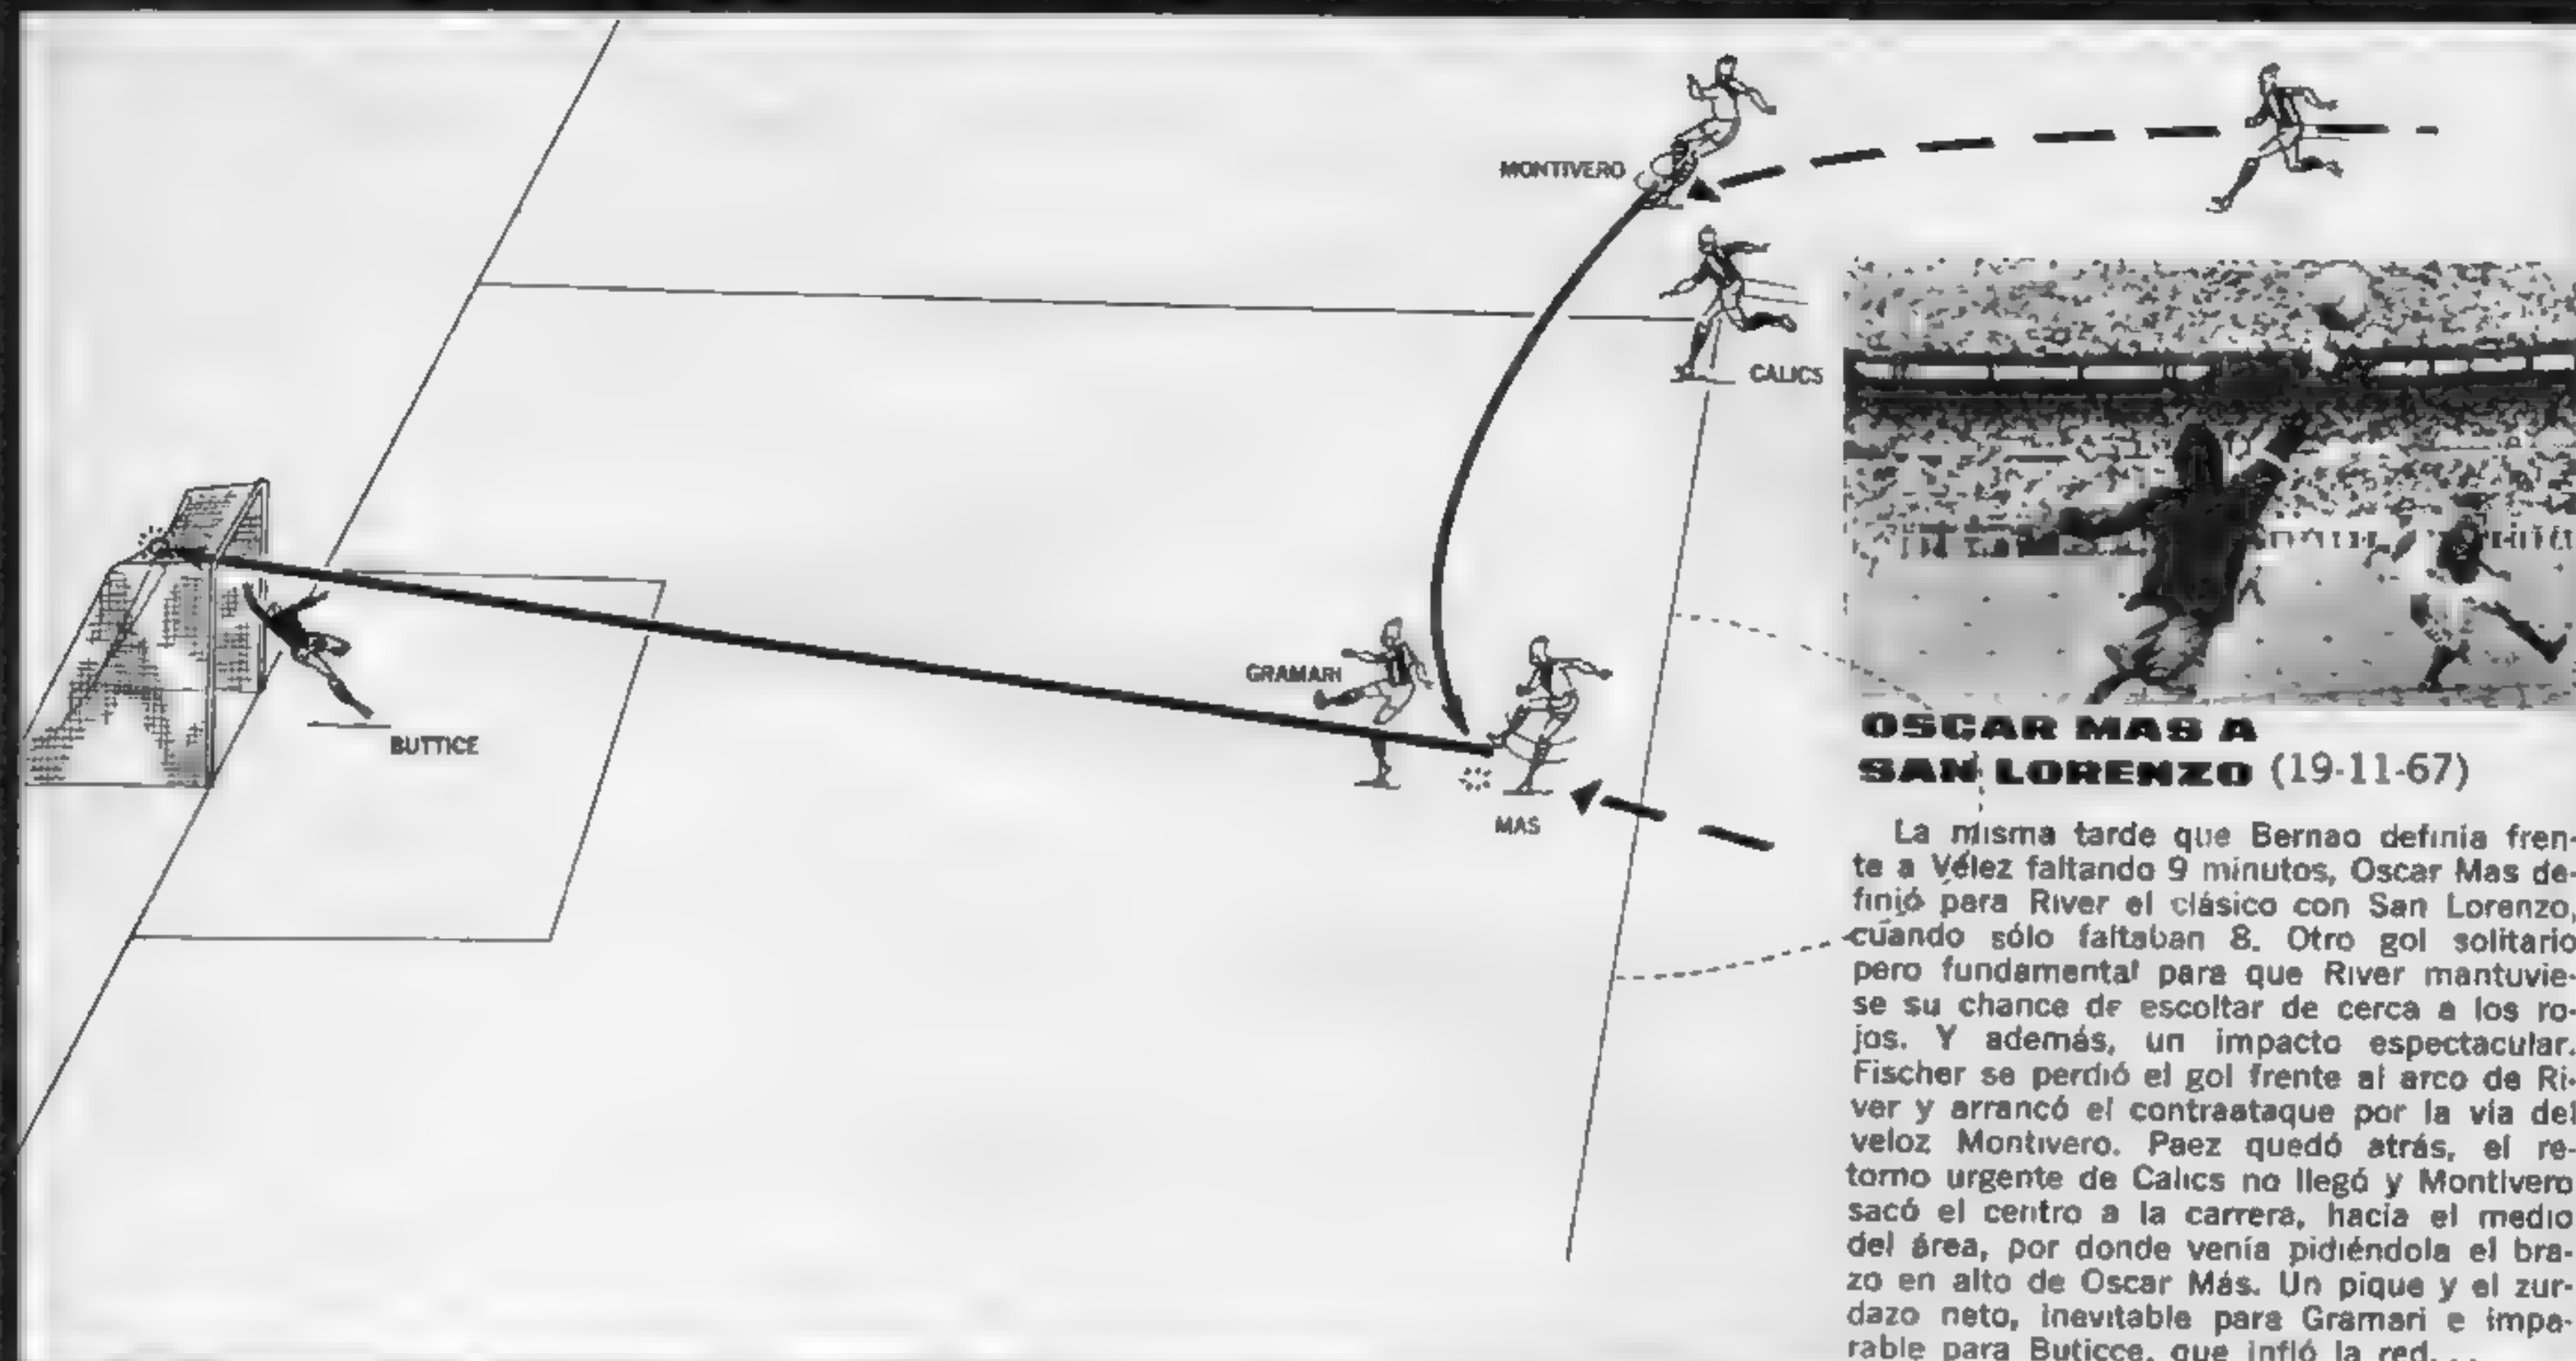 MONTIVERO
CALICS
GRAMARI
BUTTICE
MAS
OSCAR MAS A
SAN LORENZO (19-11-67)
La misma tarde que Bernao definía fren-
te a Vélez faltando 9 minutos, Oscar Mas de-
finió para River el clásico con San Lorenzo,
cuando sólo faltaban 8. Otro gol solitario
pero fundamental para que River mantuvie-
se su chance de escoltar de cerca a los ro-
jos. Y además, un impacto espectacular.
Fischer se perdió el gol frente al arco de Ri-
ver y arrancó el contraataque por la vía del
veloz Montivero. Paez quedó atrás, el re-
torno urgente de Calics no llegó y Montivero
sacó el centro a la carrera, hacia el medio
del área, por donde venía pidiéndola el bra-
zo en alto de Oscar Más. Un pique y el zur-
dazo neto, inevitable para Gramari e impa-
rable para Buticce, que infló la red...